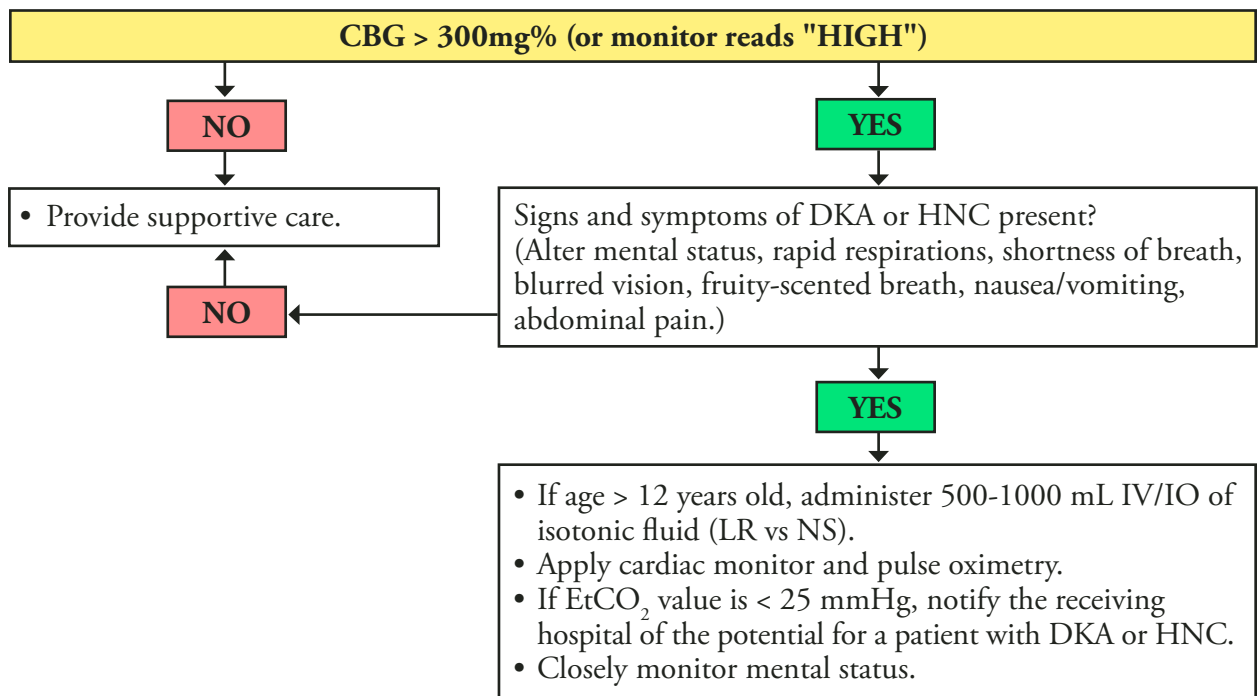 CBG > 300mg% (or monitor reads "HIGH")
NO
YES
• Provide supportive care.
Signs and symptoms of DKA or HNC present?
(Alter mental status, rapid respirations, shortness of breath,
blurred vision, fruity-scented breath, nausea/vomiting,
abdominal pain.)
NO
YES
• If age > 12 years old, administer 500-1000 mL IV/IO of
isotonic fluid (LR vs NS).
• Apply cardiac monitor and pulse oximetry.
• If EtCO₂ value is < 25 mmHg, notify the receiving
hospital of the potential for a patient with DKA or HNC.
• Closely monitor mental status.